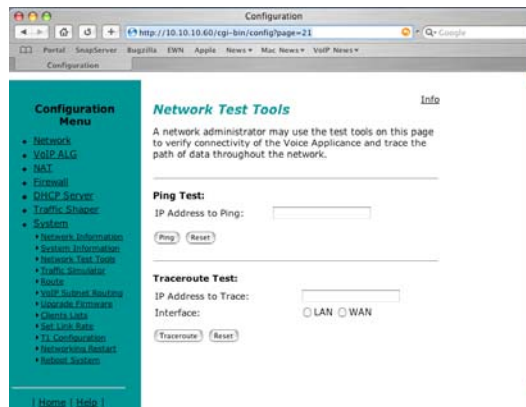 Configuration
http://10.10.10.60/cgi-bin/config?page=21
Google
Portal SnapServer Bugzilla EWN Apple News Mac News VoIP News
Configuration
Configuration Menu
Network
VoIP ALG
NAT
Firewall
DHCP Server
Traffic Shaper
System
Network Information
System Information
Network Test Tools
Traffic Simulator
Route
VoIP Subnet Routing
Upgrade Firmware
Clients Lists
Set Link Rate
T1 Configuration
Networking Restart
Reboot System
| Home | Help |
Info
Network Test Tools
A network administrator may use the test tools on this page
to verify connectivity of the Voice Applicance and trace the
path of data throughout the network.
Ping Test:
IP Address to Ping:
Ping Reset
Traceroute Test:
IP Address to Trace:
Interface: LAN WAN
Traceroute Reset